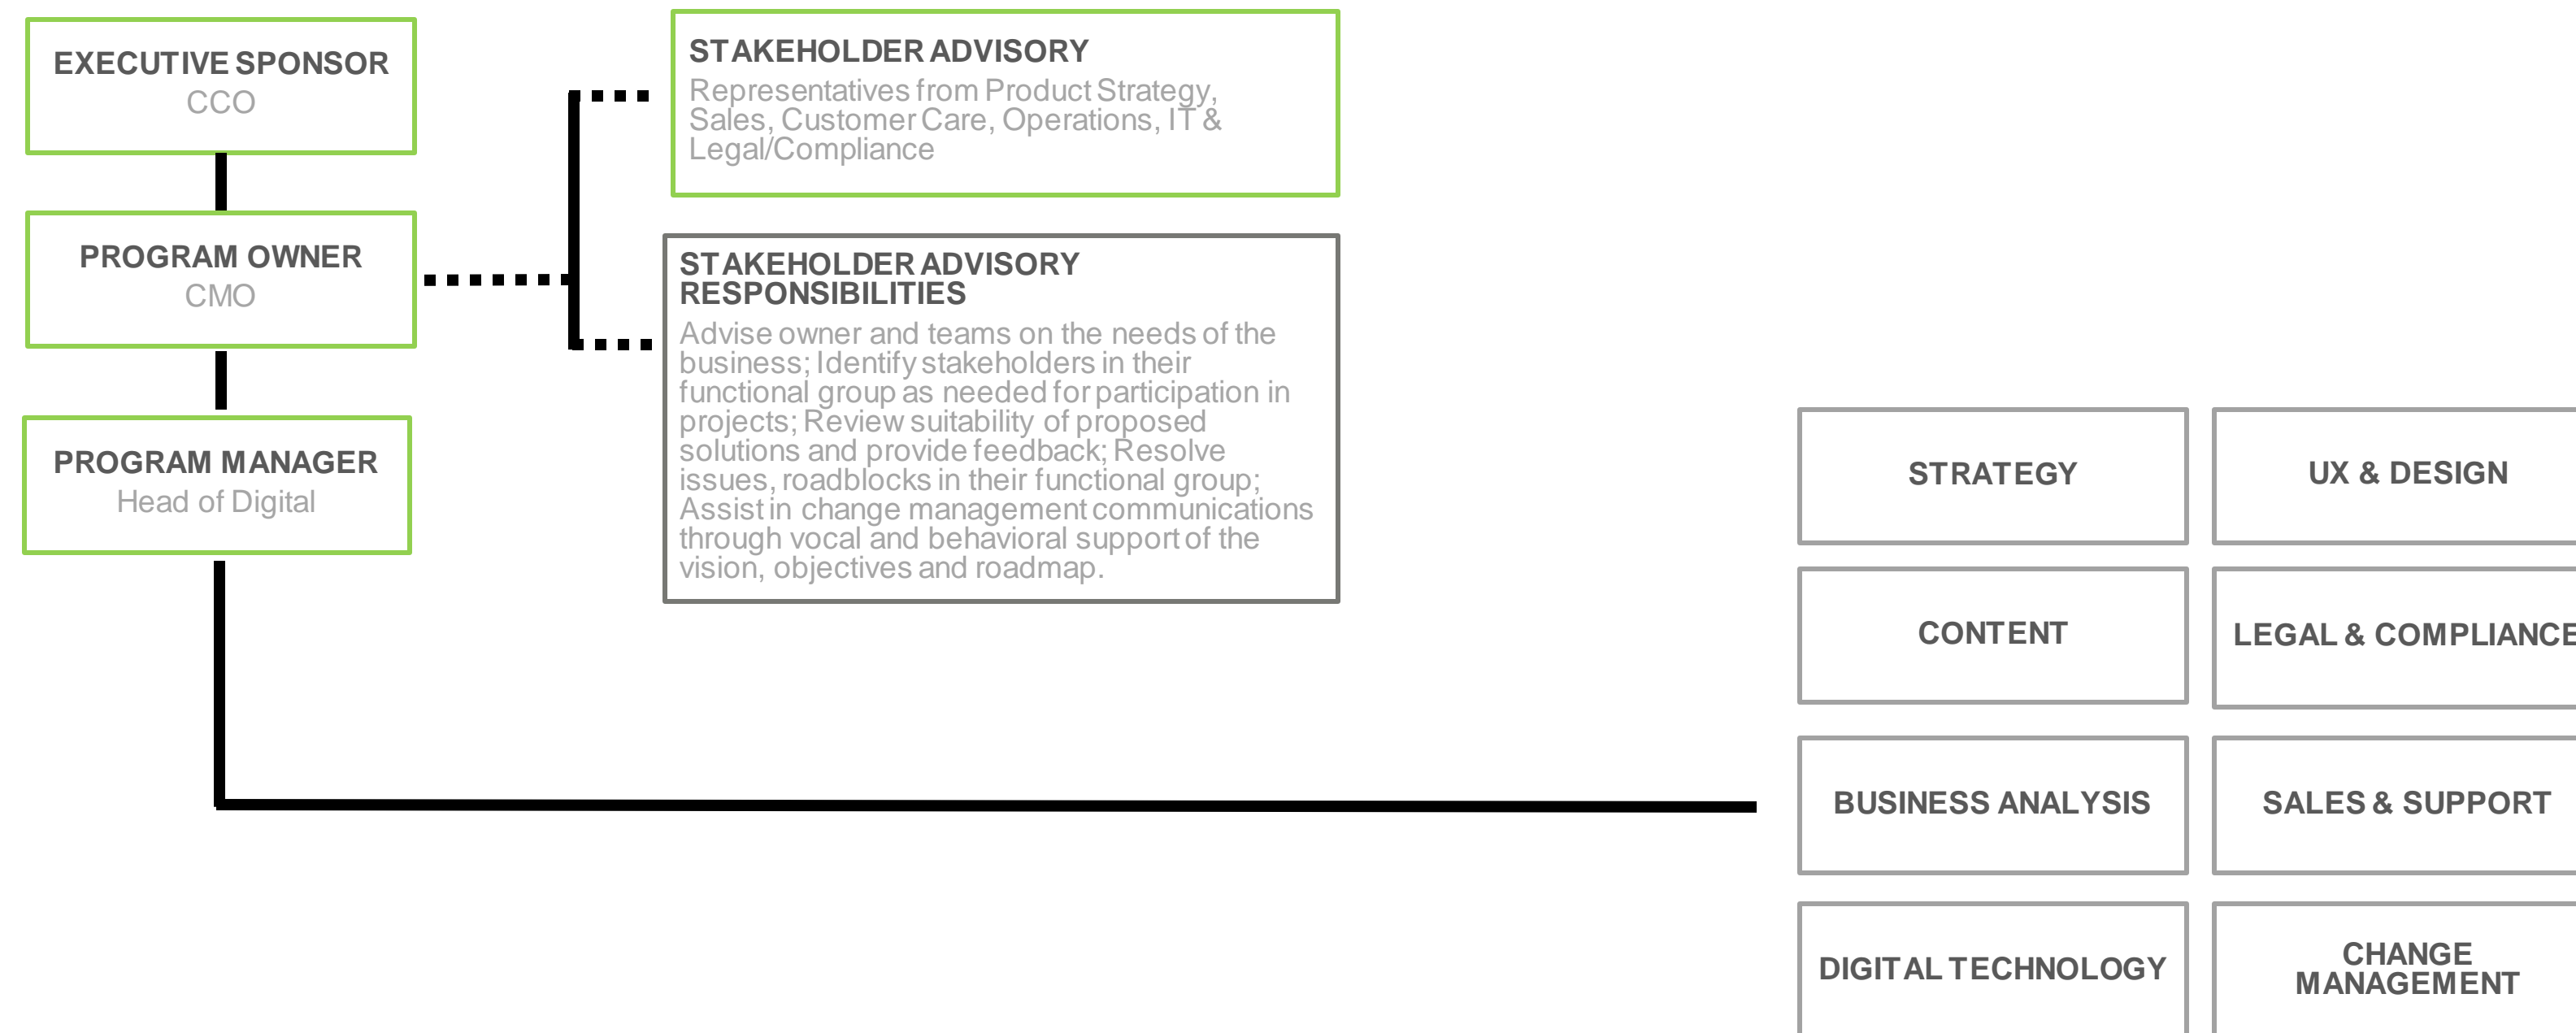 EXECUTIVE SPONSOR
CCO
PROGRAM OWNER
CMO
PROGRAM MANAGER
Head of Digital
STAKEHOLDER ADVISORY
Representatives from Product Strategy,
Sales, Customer Care, Operations, IT &
Legal/Compliance
STAKEHOLDER ADVISORY
RESPONSIBILITIES
Advise owner and teams on the needs of the
business; Identify stakeholders in their
functional group as needed for participation in
projects; Review suitability of proposed
solutions and provide feedback; Resolve
issues, roadblocks in their functional group;
Assist in change management communications
through vocal and behavioral support of the
vision, objectives and roadmap.
STRATEGY
UX & DESIGN
CONTENT
LEGAL & COMPLIANCE
BUSINESS ANALYSIS
SALES & SUPPORT
DIGITAL TECHNOLOGY
CHANGE
MANAGEMENT